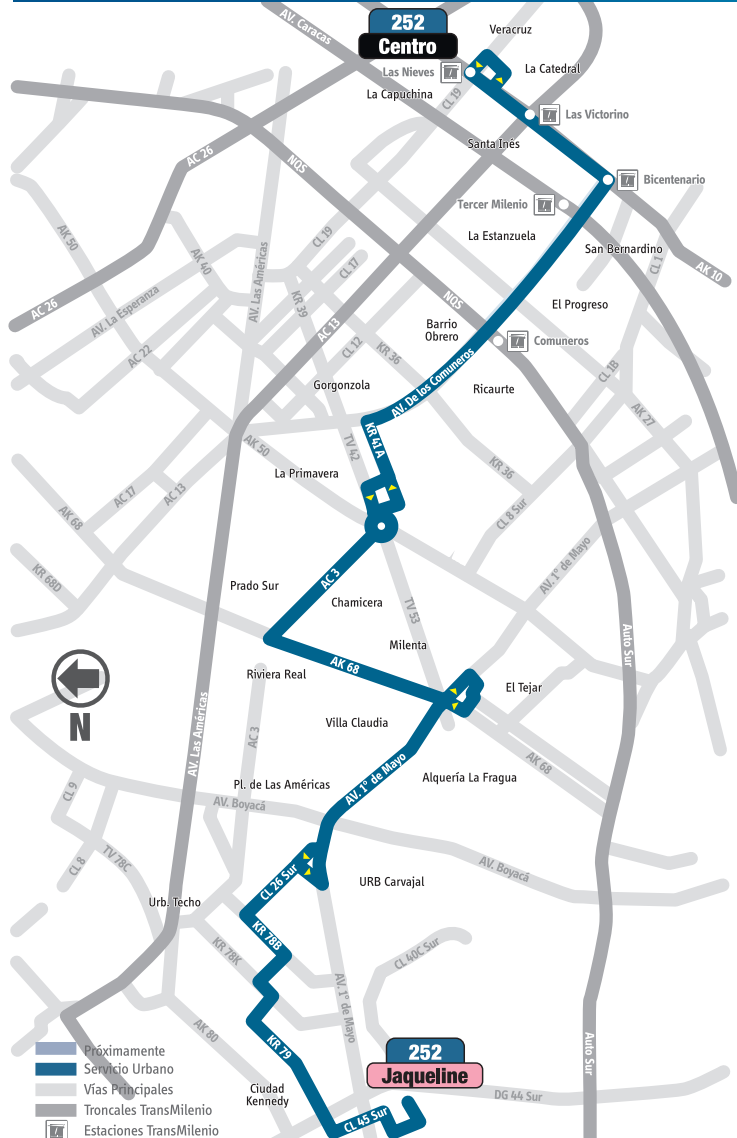 252
Centro
Veracruz
AV. Caracas
Las Nieves
La Catedral
La Capuchina
CL 19
Las Victorino
Santa Inés
AC 26
NQS
Bicentenario
Tercer Milenio
AK 50
AK 40
CL 19
La Estanzuela
San Bernardino
CL 1
AK 10
CL 17
AV. Las Américas
AV. La Esperanza
AC 26
KR 39
NQS
El Progreso
AC 13
Barrio
Obrero
Comuneros
AC 22
CL 12
KR 36
CL 1B
Gorgonzola
AV. De los Comuneros
Ricaurte
AK 27
KR 41 A
AK 50
TV 42
La Primavera
KR 36
AC 17
AC 13
AK 68
CL 8 Sur
KR 68D
AV. 1° de Mayo
Prado Sur
AC 3
Chamicera
TV 53
Auto Sur
Milenta
AK 68
Riviera Real
El Tejar
N
AV. Las Américas
AC 3
Villa Claudia
AK 68
AV. 1° de Mayo
Alquería La Fragua
Pl. de Las Américas
CL 9
AV. Boyacá
TV 78C
CL 8
AV. Boyacá
CL 26 Sur
URB Carvajal
Urb. Techo
KR 78B
KR 78K
CL 40C Sur
AV. 1° de Mayo
AK 80
KR 79
252
Jaqueline
Auto Sur
Ciudad
Kennedy
DG 44 Sur
CL 45 Sur
Próximamente
Servicio Urbano
Vías Principales
Troncales TransMilenio
Estaciones TransMilenio